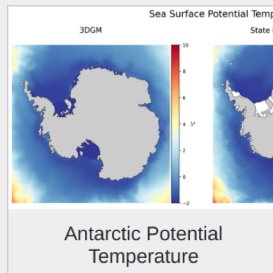 Sea Surface Potential Temp
3DGM
State
10
8
6
4
°C
2
0
−2
Antarctic Potential
Temperature